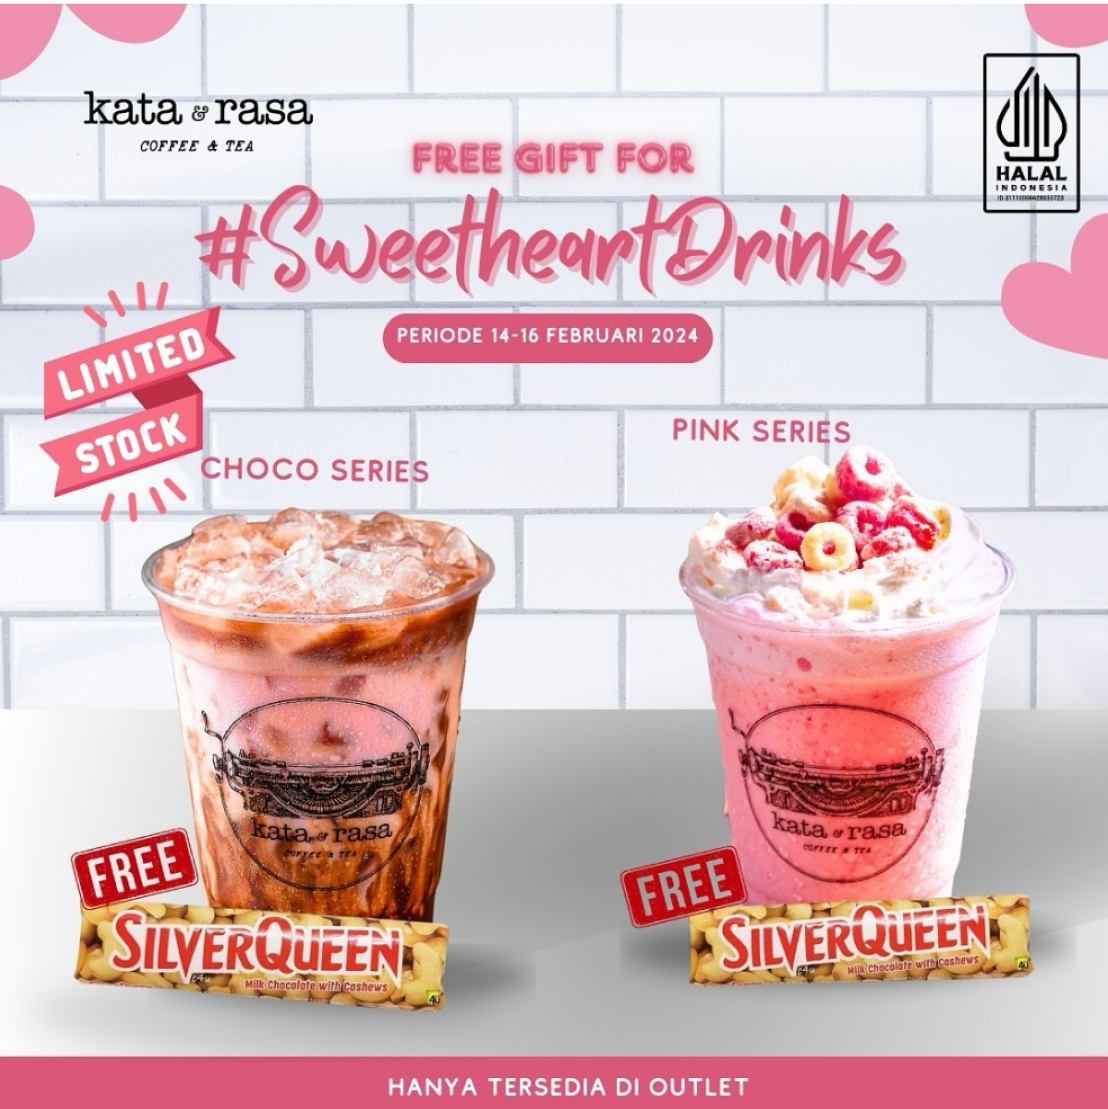 kata & rasa
COFFEE & TEA
HALAL
INDONESIA
FREE GIFT FOR
#SweetheartDrinks
PERIODE 14-16 FEBRUARI 2024
LIMITED
STOCK
CHOCO SERIES
PINK SERIES
kata & rasa
COFFEE & TEA
kata & rasa
COFFEE & TEA
FREE
SILVERQUEEN
Milk Chocolate with Cashews
4U
FREE
SILVERQUEEN
Milk Chocolate with Cashews
4U
HANYA TERSEDIA DI OUTLET